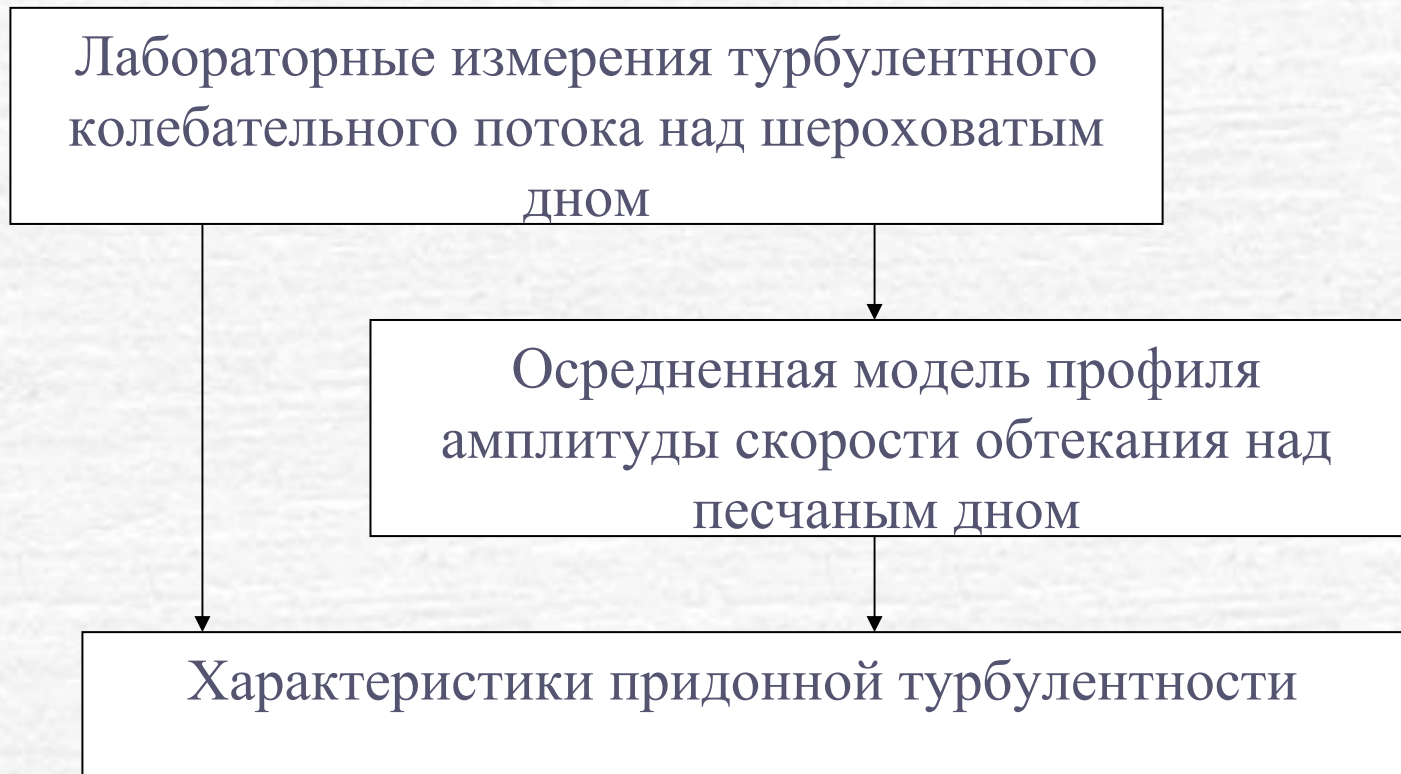 Лабораторные измерения турбулентного
колебательного потока над шероховатым
дном
Осредненная модель профиля
амплитуды скорости обтекания над
песчаным дном
Характеристики придонной турбулентности